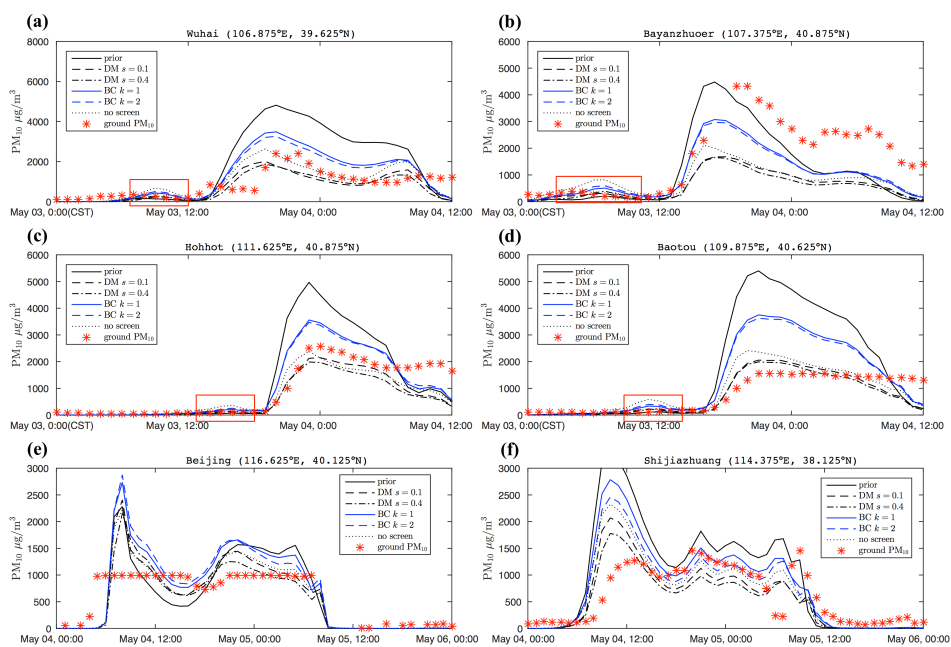 (a)
Wuhai (106.875°E, 39.625°N)
PM10 μg/m3
8000
6000
4000
2000
0
prior
DM s = 0.1
DM s = 0.4
BC k = 1
BC k = 2
no screen
ground PM10
May 03, 0:00(CST)
May 03, 12:00
May 04, 0:00
May 04, 12:00
(b)
Bayanzhuoer (107.375°E, 40.875°N)
PM10 μg/m3
6000
5000
4000
3000
2000
1000
0
prior
DM s = 0.1
DM s = 0.4
BC k = 1
BC k = 2
no screen
ground PM10
May 03, 0:00(CST)
May 03, 12:00
May 04, 0:00
May 04, 12:00
(c)
Hohhot (111.625°E, 40.875°N)
PM10 μg/m3
6000
5000
4000
3000
2000
1000
0
prior
DM s = 0.1
DM s = 0.4
BC k = 1
BC k = 2
no screen
ground PM10
May 03, 0:00(CST)
May 03, 12:00
May 04, 0:00
May 04, 12:00
(d)
Baotou (109.875°E, 40.625°N)
PM10 μg/m3
6000
5000
4000
3000
2000
1000
0
prior
DM s = 0.1
DM s = 0.4
BC k = 1
BC k = 2
no screen
ground PM10
May 03, 0:00(CST)
May 03, 12:00
May 04, 0:00
May 04, 12:00
(e)
Beijing (116.625°E, 40.125°N)
PM10 μg/m3
3000
2500
2000
1500
1000
500
0
prior
DM s = 0.1
DM s = 0.4
BC k = 1
BC k = 2
no screen
ground PM10
May 04, 00:00
May 04, 12:00
May 05, 00:00
May 05, 12:00
May 06, 00:00
(f)
Shijiazhuang (114.375°E, 38.125°N)
PM10 μg/m3
3000
2500
2000
1500
1000
500
0
prior
DM s = 0.1
DM s = 0.4
BC k = 1
BC k = 2
no screen
ground PM10
May 04, 00:00
May 04, 12:00
May 05, 00:00
May 05, 12:00
May 06, 00:00